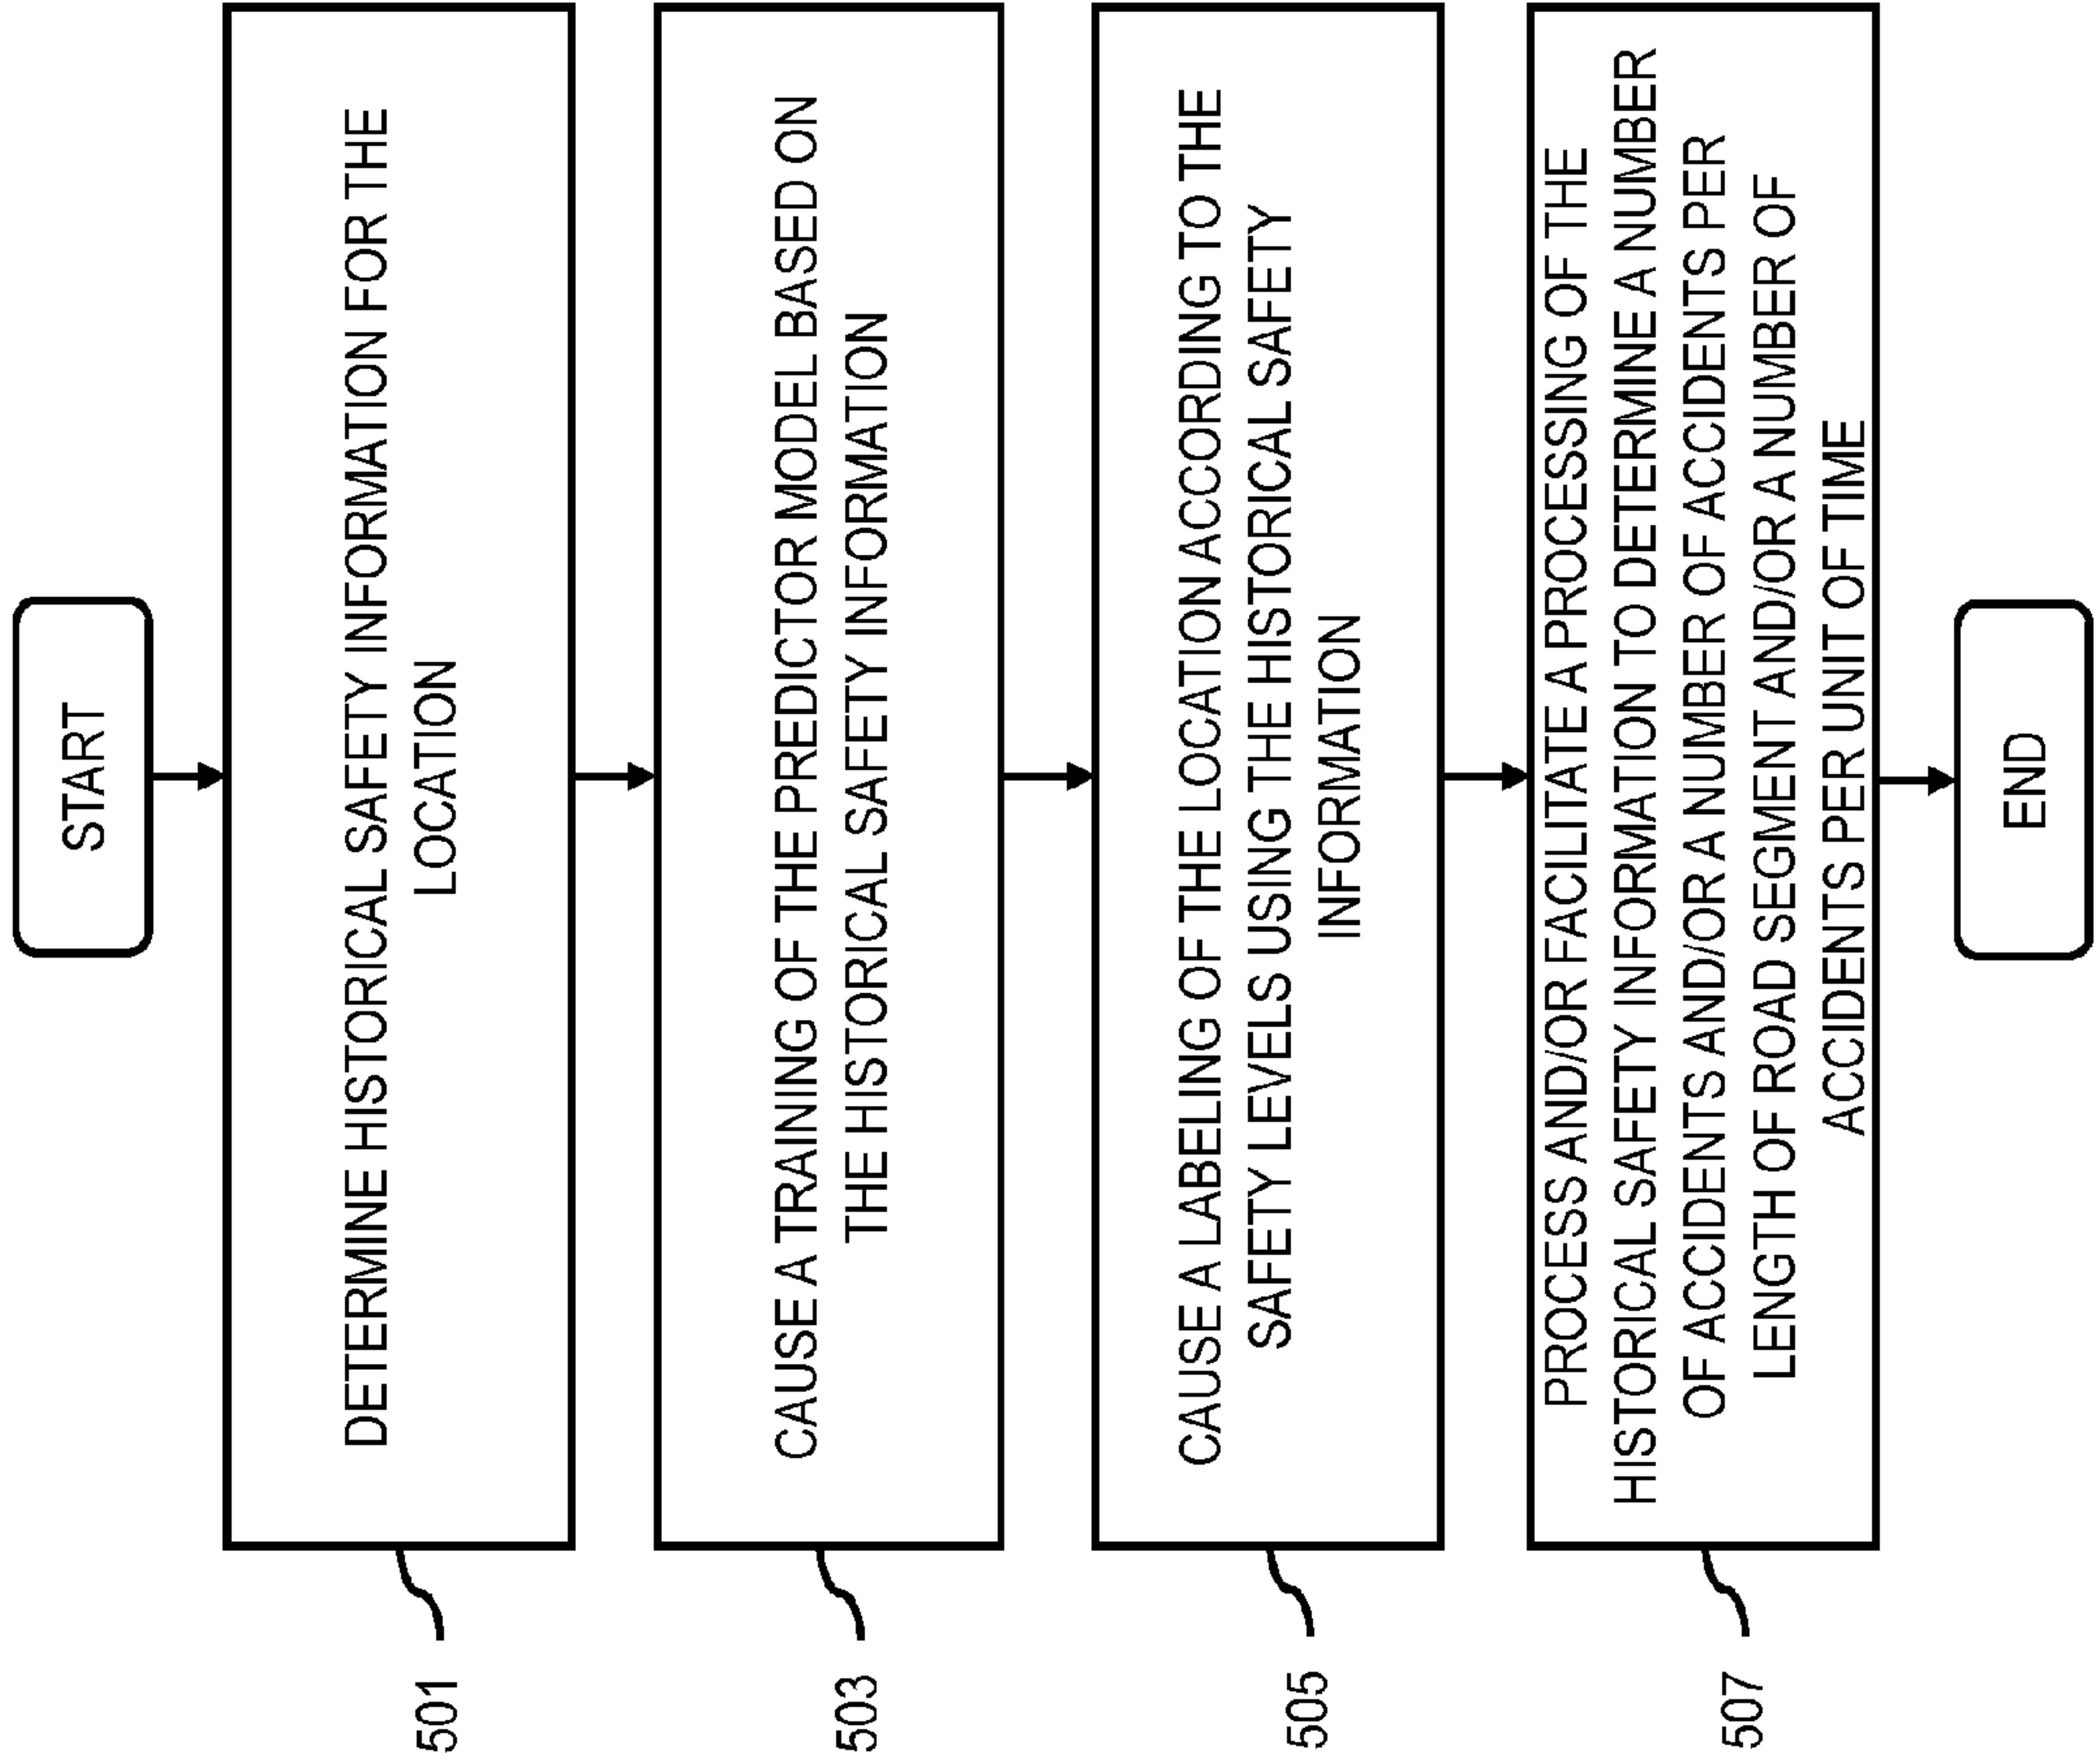 START
501
DETERMINE HISTORICAL SAFETY INFORMATION FOR THE
LOCATION
503
CAUSE A TRAINING OF THE PREDICTOR MODEL BASED ON
THE HISTORICAL SAFETY INFORMATION
505
CAUSE A LABELING OF THE LOCATION ACCORDING TO THE
SAFETY LEVELS USING THE HISTORICAL SAFETY
INFORMATION
507
PROCESS AND/OR FACILITATE A PROCESSING OF THE
HISTORICAL SAFETY INFORMATION TO DETERMINE A NUMBER
OF ACCIDENTS AND/OR A NUMBER OF ACCIDENTS PER
LENGTH OF ROAD SEGMENT AND/OR A NUMBER OF
ACCIDENTS PER UNIT OF TIME
END